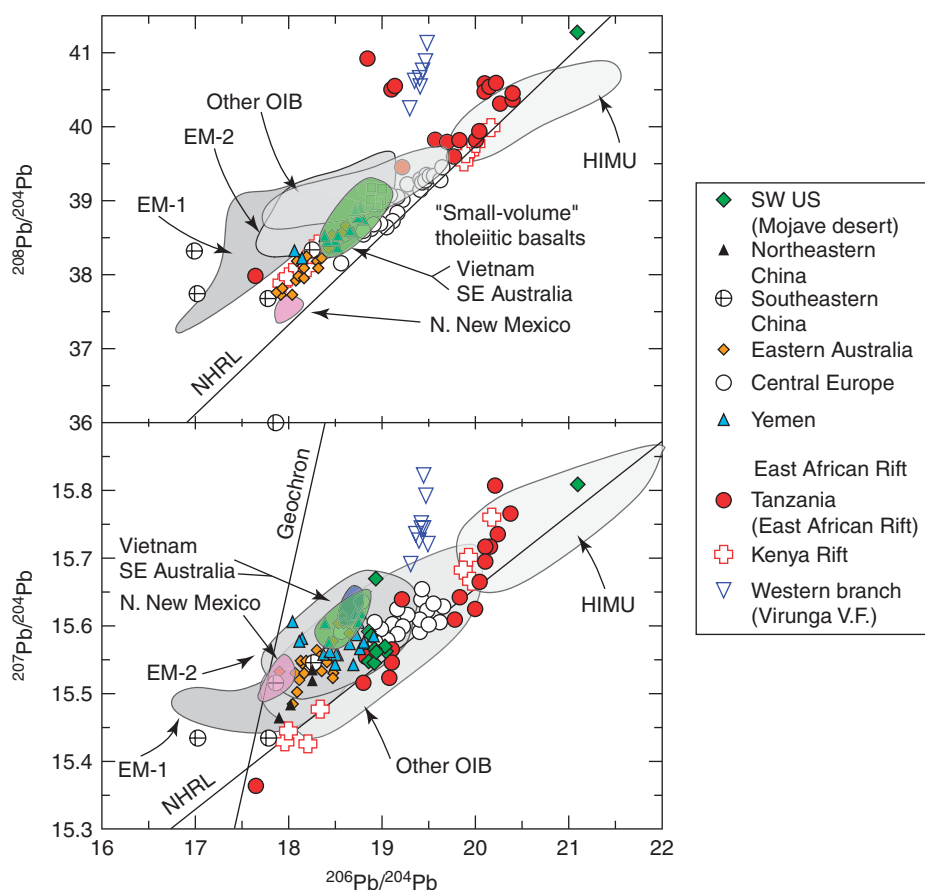 41
40
39
38
37
36
208Pb/204Pb
Other OIB
EM-2
EM-1
HIMU
"Small-volume"
tholeiitic basalts
Vietnam
SE Australia
N. New Mexico
NHRL
15.8
15.7
15.6
15.5
15.4
15.3
207Pb/204Pb
Geochron
Vietnam
SE Australia
N. New Mexico
EM-2
EM-1
NHRL
HIMU
Other OIB
16 17 18 19 20 21 22
206Pb/204Pb
SW US
(Mojave desert)
Northeastern
China
Southeastern
China
Eastern Australia
Central Europe
Yemen
East African Rift
Tanzania
(East African Rift)
Kenya Rift
Western branch
(Virunga V.F.)